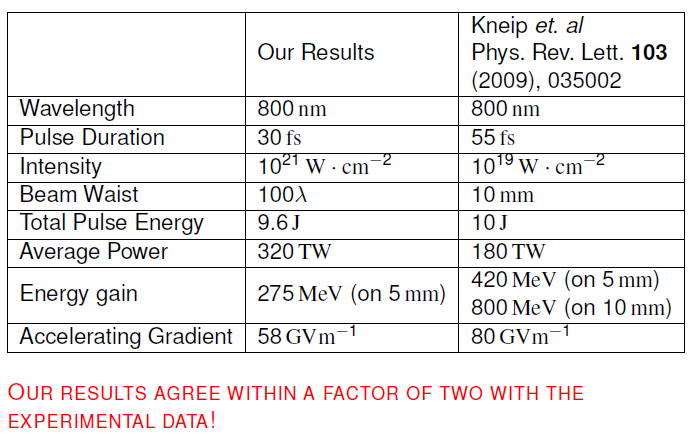 Our Results
Kneip et. al
Phys. Rev. Lett. 103
(2009), 035002
Wavelength 800 nm 800 nm
Pulse Duration 30 fs 55 fs
Intensity 10²¹ W · cm⁻² 10¹⁹ W · cm⁻²
Beam Waist 100λ 10 mm
Total Pulse Energy 9.6 J 10 J
Average Power 320 TW 180 TW
Energy gain 275 MeV (on 5 mm) 420 MeV (on 5 mm)
800 MeV (on 10 mm)
Accelerating Gradient 58 GVm⁻¹ 80 GVm⁻¹
OUR RESULTS AGREE WITHIN A FACTOR OF TWO WITH THE
EXPERIMENTAL DATA!